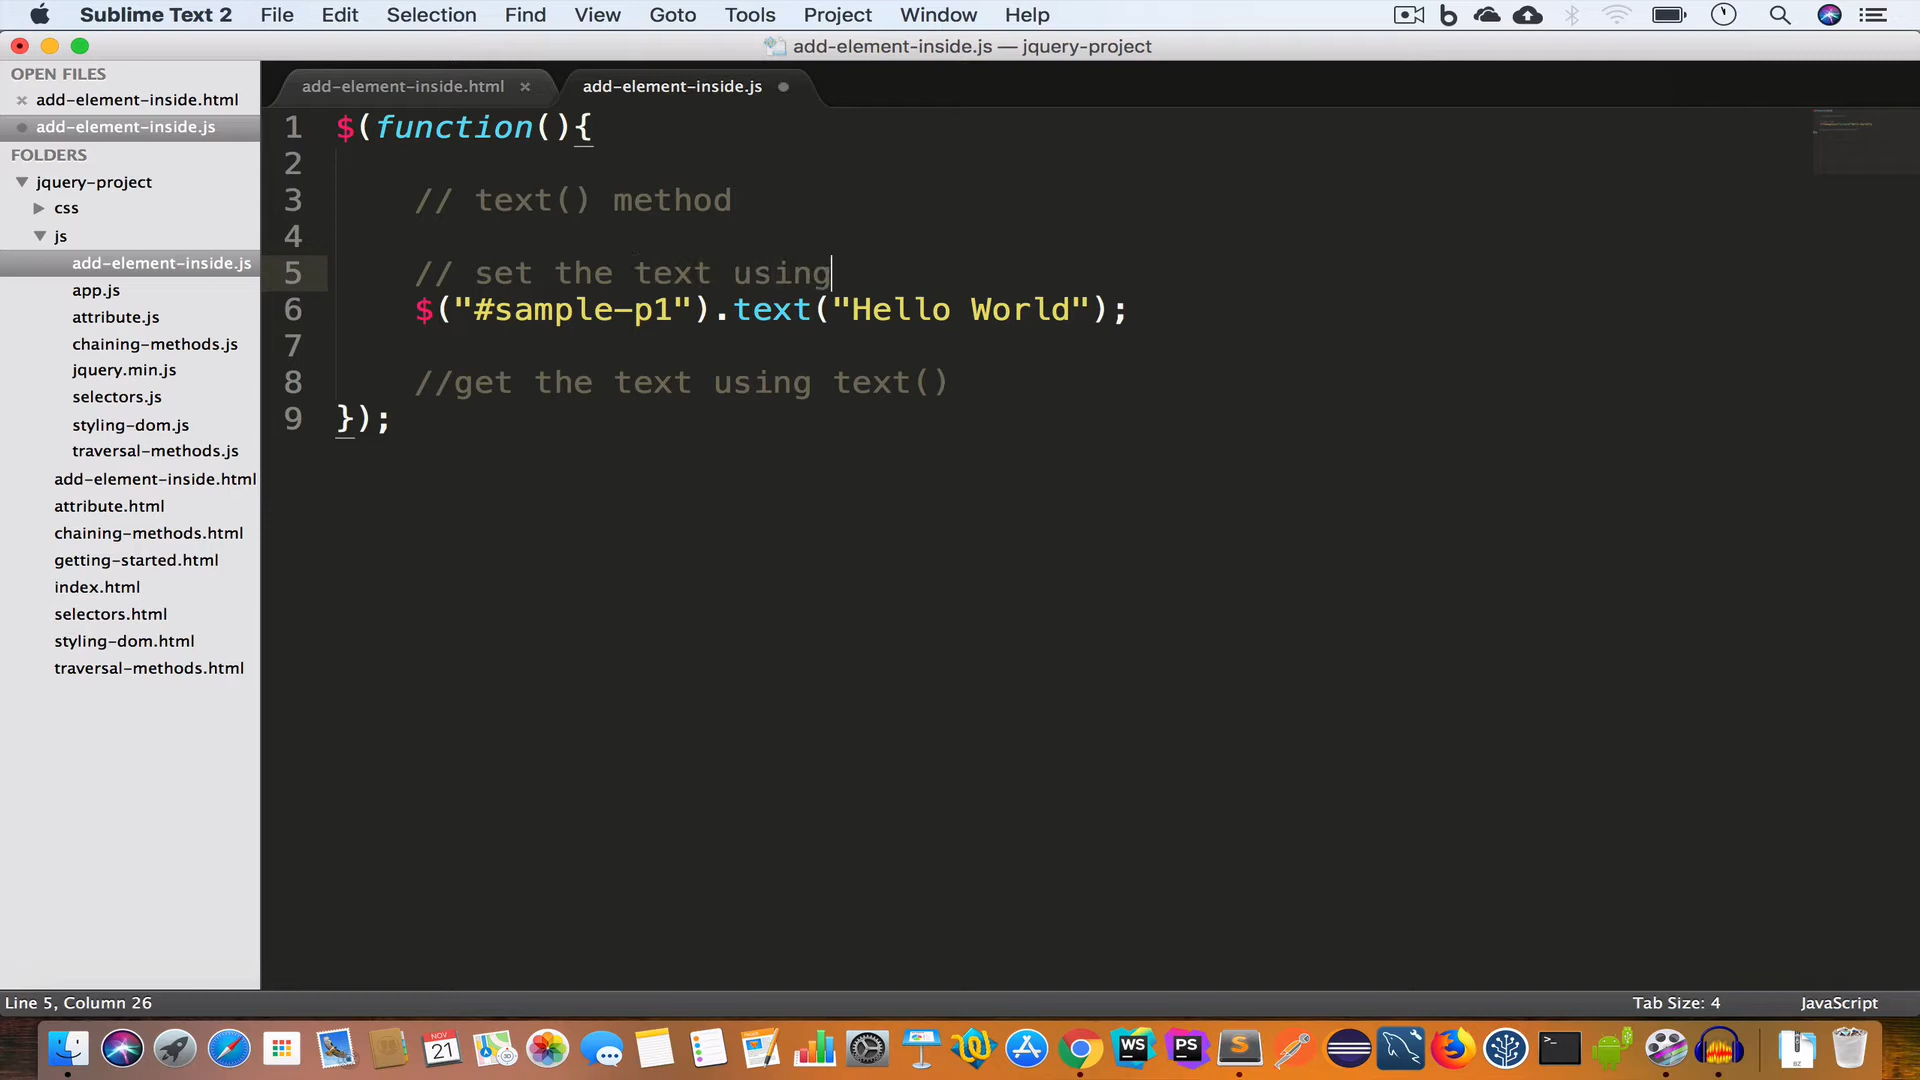 Sublime Text 2 File Edit Selection Find View Goto Tools Project Window Help
add-element-inside.js — jquery-project
OPEN FILES
add-element-inside.html
add-element-inside.js
FOLDERS
jquery-project
css
js
add-element-inside.js
app.js
attribute.js
chaining-methods.js
jquery.min.js
selectors.js
styling-dom.js
traversal-methods.js
add-element-inside.html
attribute.html
chaining-methods.html
getting-started.html
index.html
selectors.html
styling-dom.html
traversal-methods.html
add-element-inside.html add-element-inside.js
1 $(function(){
2
3 // text() method
4
5 // set the text using
6 $("#sample-p1").text("Hello World");
7
8 //get the text using text()
9 });
Line 5, Column 26 Tab Size: 4 JavaScript
NOV
21
WS
PS